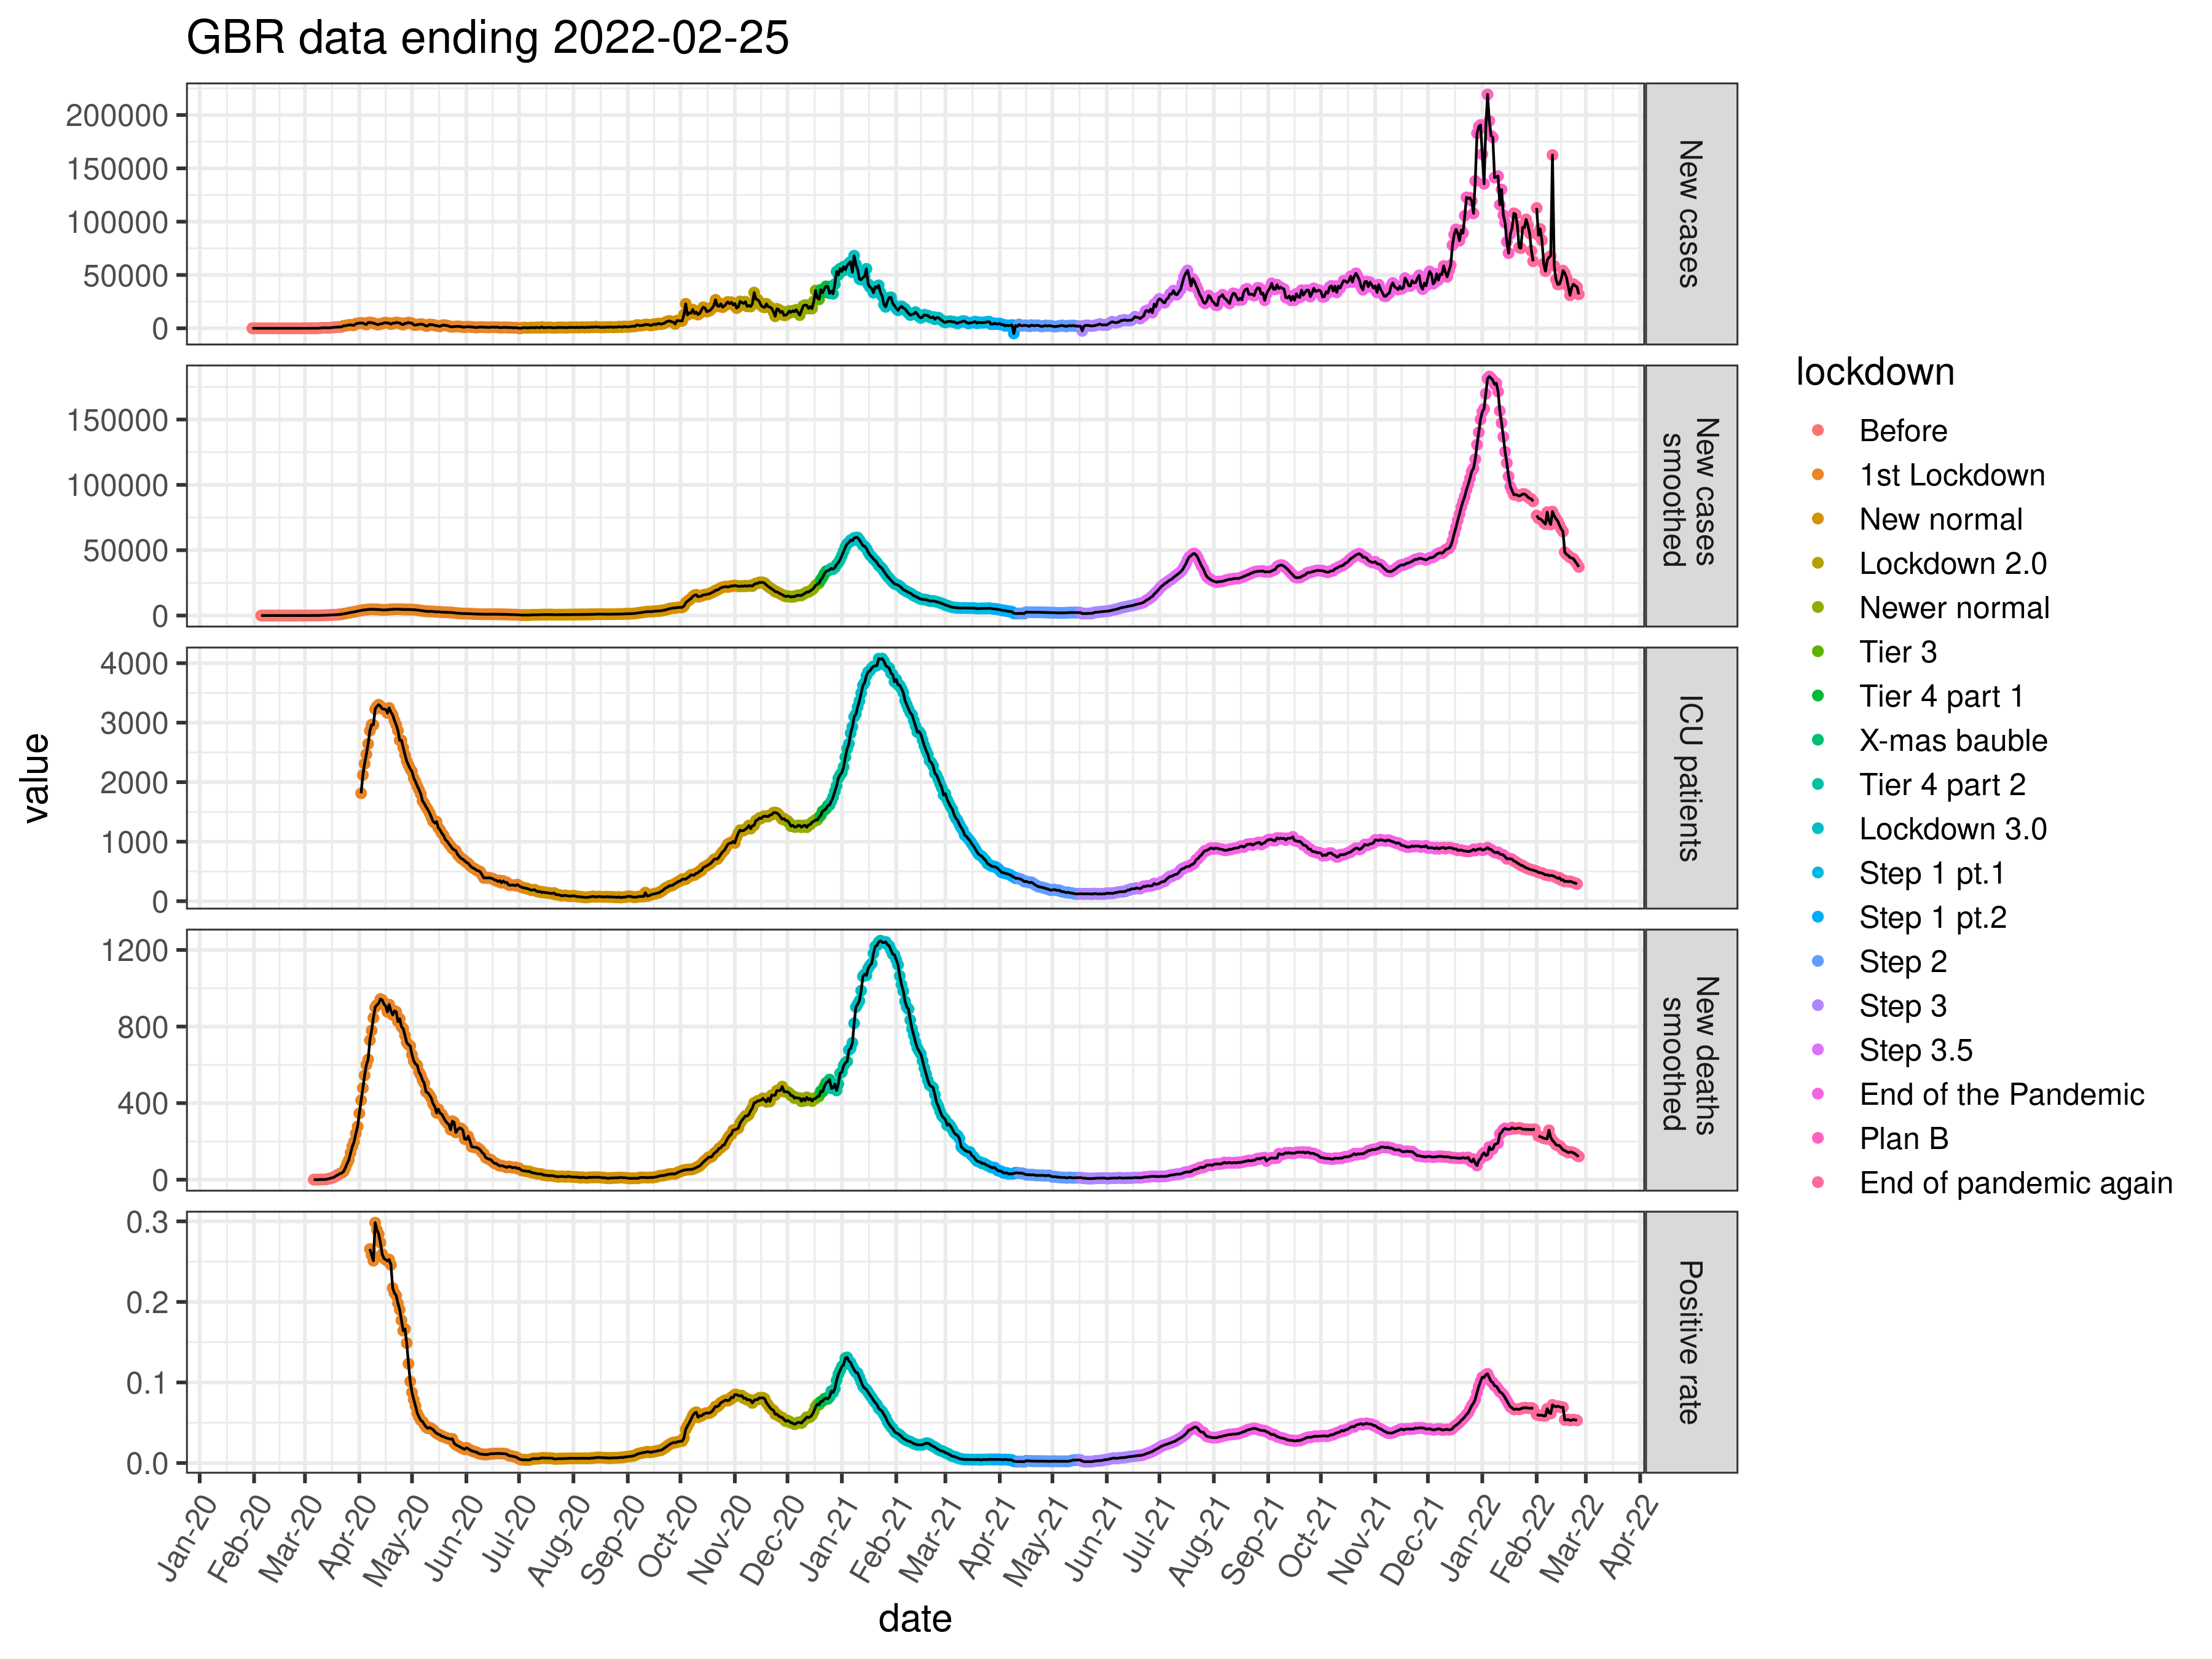 GBR data ending 2022-02-25
200000
150000
100000
50000
0
New cases
150000
100000
50000
0
New cases
smoothed
4000
3000
2000
1000
0
ICU patients
1200
800
400
0
New deaths
smoothed
0.3
0.2
0.1
0.0
Positive rate
value
Jan-20
Feb-20
Mar-20
Apr-20
May-20
Jun-20
Jul-20
Aug-20
Sep-20
Oct-20
Nov-20
Dec-20
Jan-21
Feb-21
Mar-21
Apr-21
May-21
Jun-21
Jul-21
Aug-21
Sep-21
Oct-21
Nov-21
Dec-21
Jan-22
Feb-22
Mar-22
Apr-22
date
lockdown
Before
1st Lockdown
New normal
Lockdown 2.0
Newer normal
Tier 3
Tier 4 part 1
X-mas bauble
Tier 4 part 2
Lockdown 3.0
Step 1 pt.1
Step 1 pt.2
Step 2
Step 3
Step 3.5
End of the Pandemic
Plan B
End of pandemic again